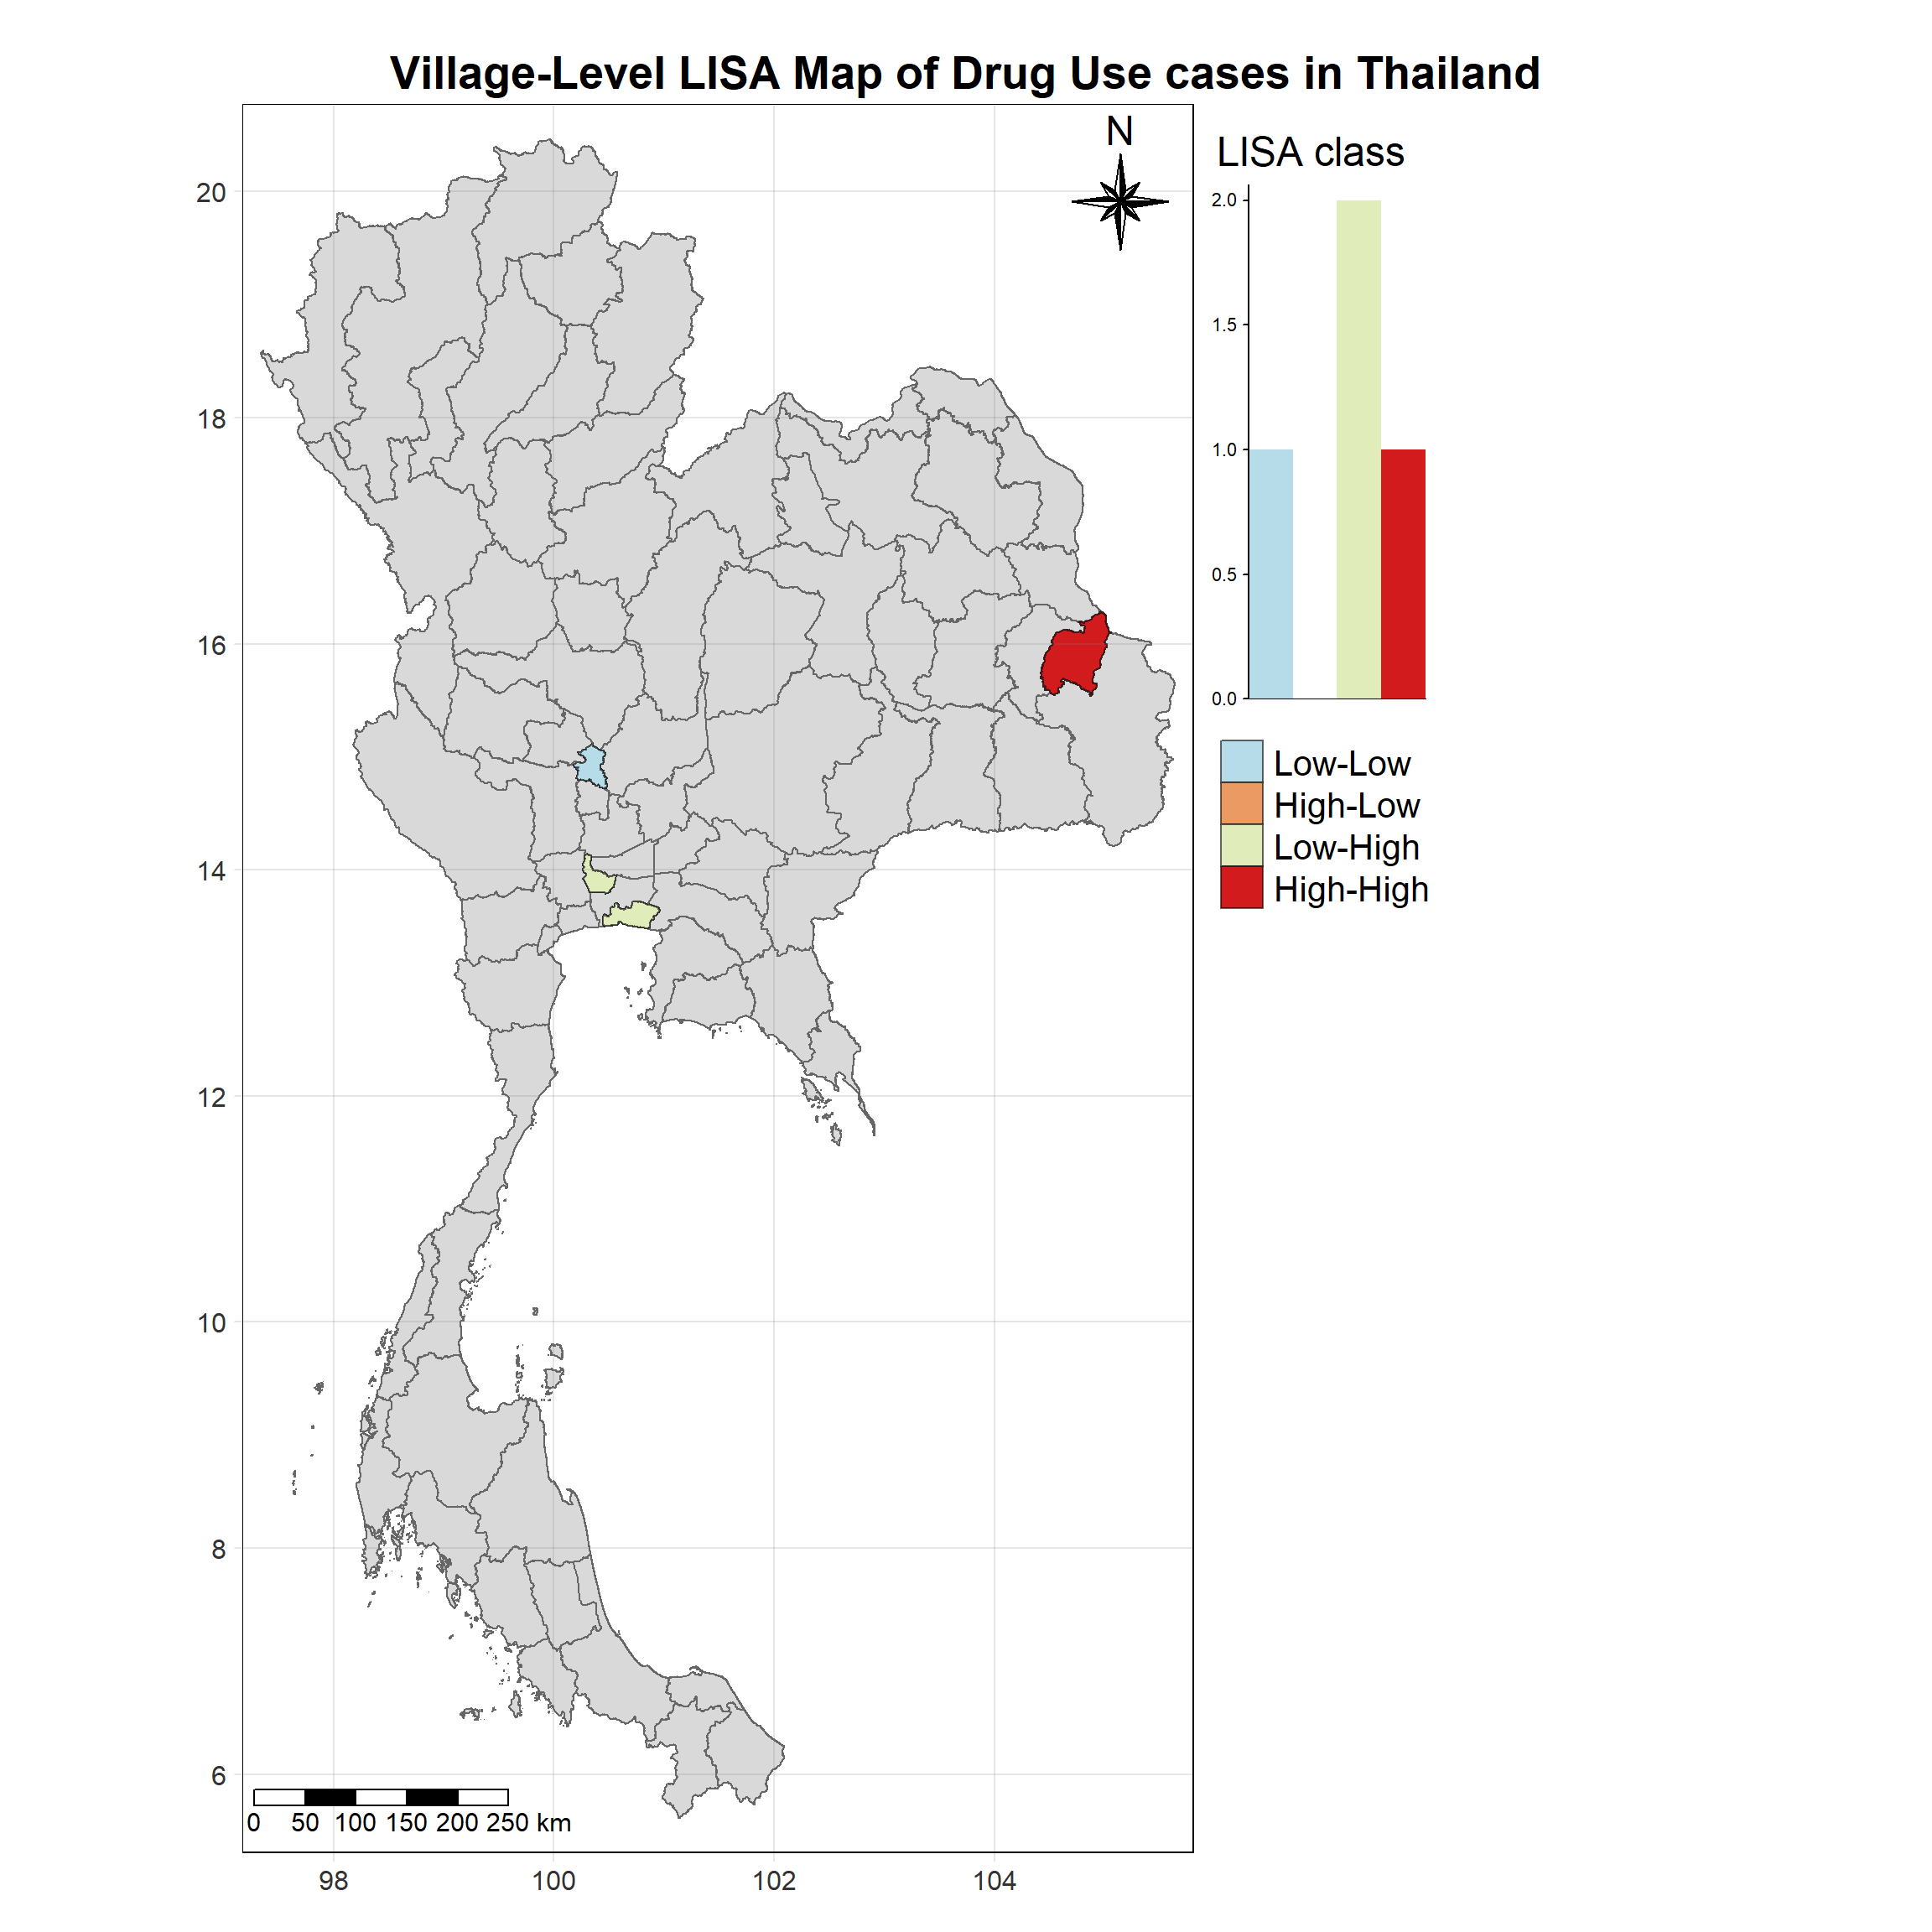 Village-Level LISA Map of Drug Use cases in Thailand
N
LISA class
2.0
1.5
1.0
0.5
0.0
Low-Low
High-Low
Low-High
High-High
20
18
16
14
12
10
8
6
0 50 100 150 200 250 km
98 100 102 104